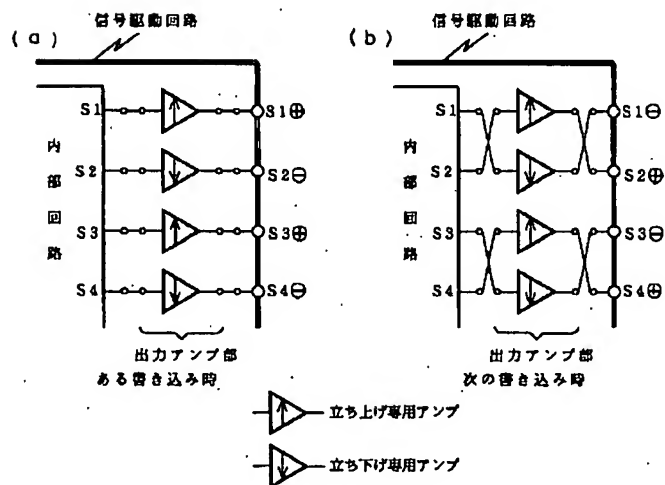 (a)
信号駆動回路
S1
S1⊕
S2
S2⊖
S3
S3⊕
S4
S4⊖
内部回路
出力アンプ部
ある書き込み時
(b)
信号駆動回路
S1
S1⊖
S2
S2⊕
S3
S3⊖
4
S4⊕
内部回路
出力アンプ部
次の書き込み時
立ち上げ専用アンプ
立ち下げ専用アンプ